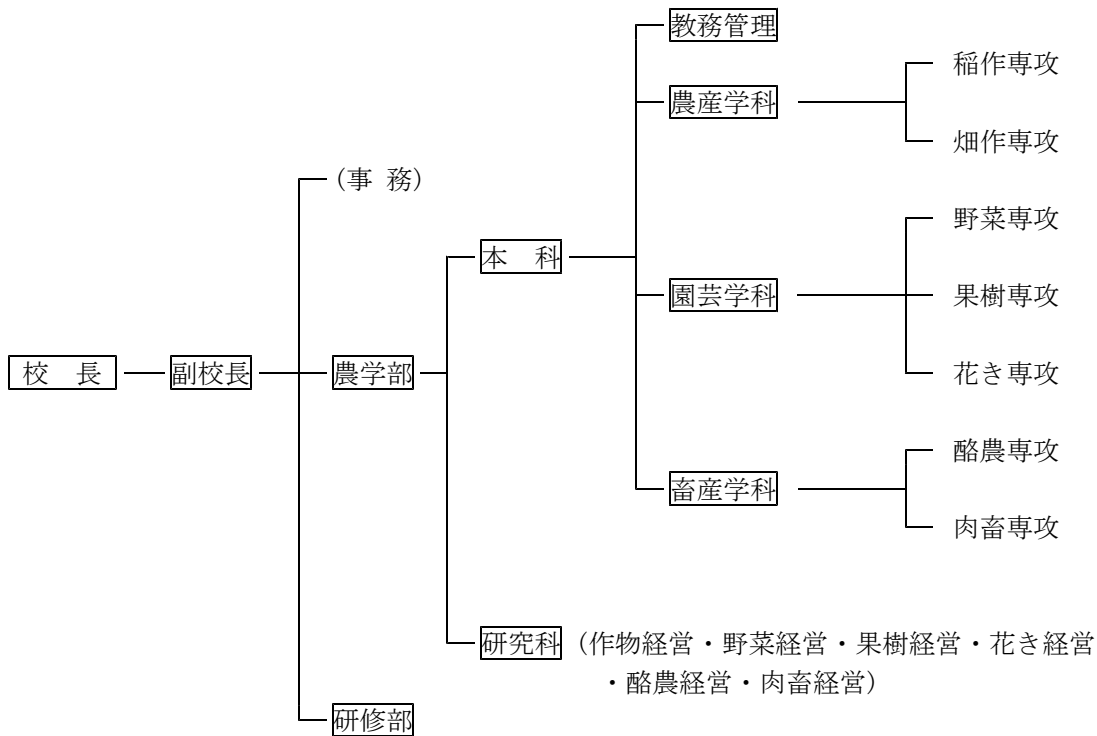 教務管理
稲作専攻
農産学科
畑作専攻
(事 務)
野菜専攻
本 科
園芸学科
果樹専攻
校 長
副校長
農学部
花き専攻
酪農専攻
畜産学科
肉畜専攻
研究科 (作物経営・野菜経営・果樹経営・花き経営
・酪農経営・肉畜経営)
研修部